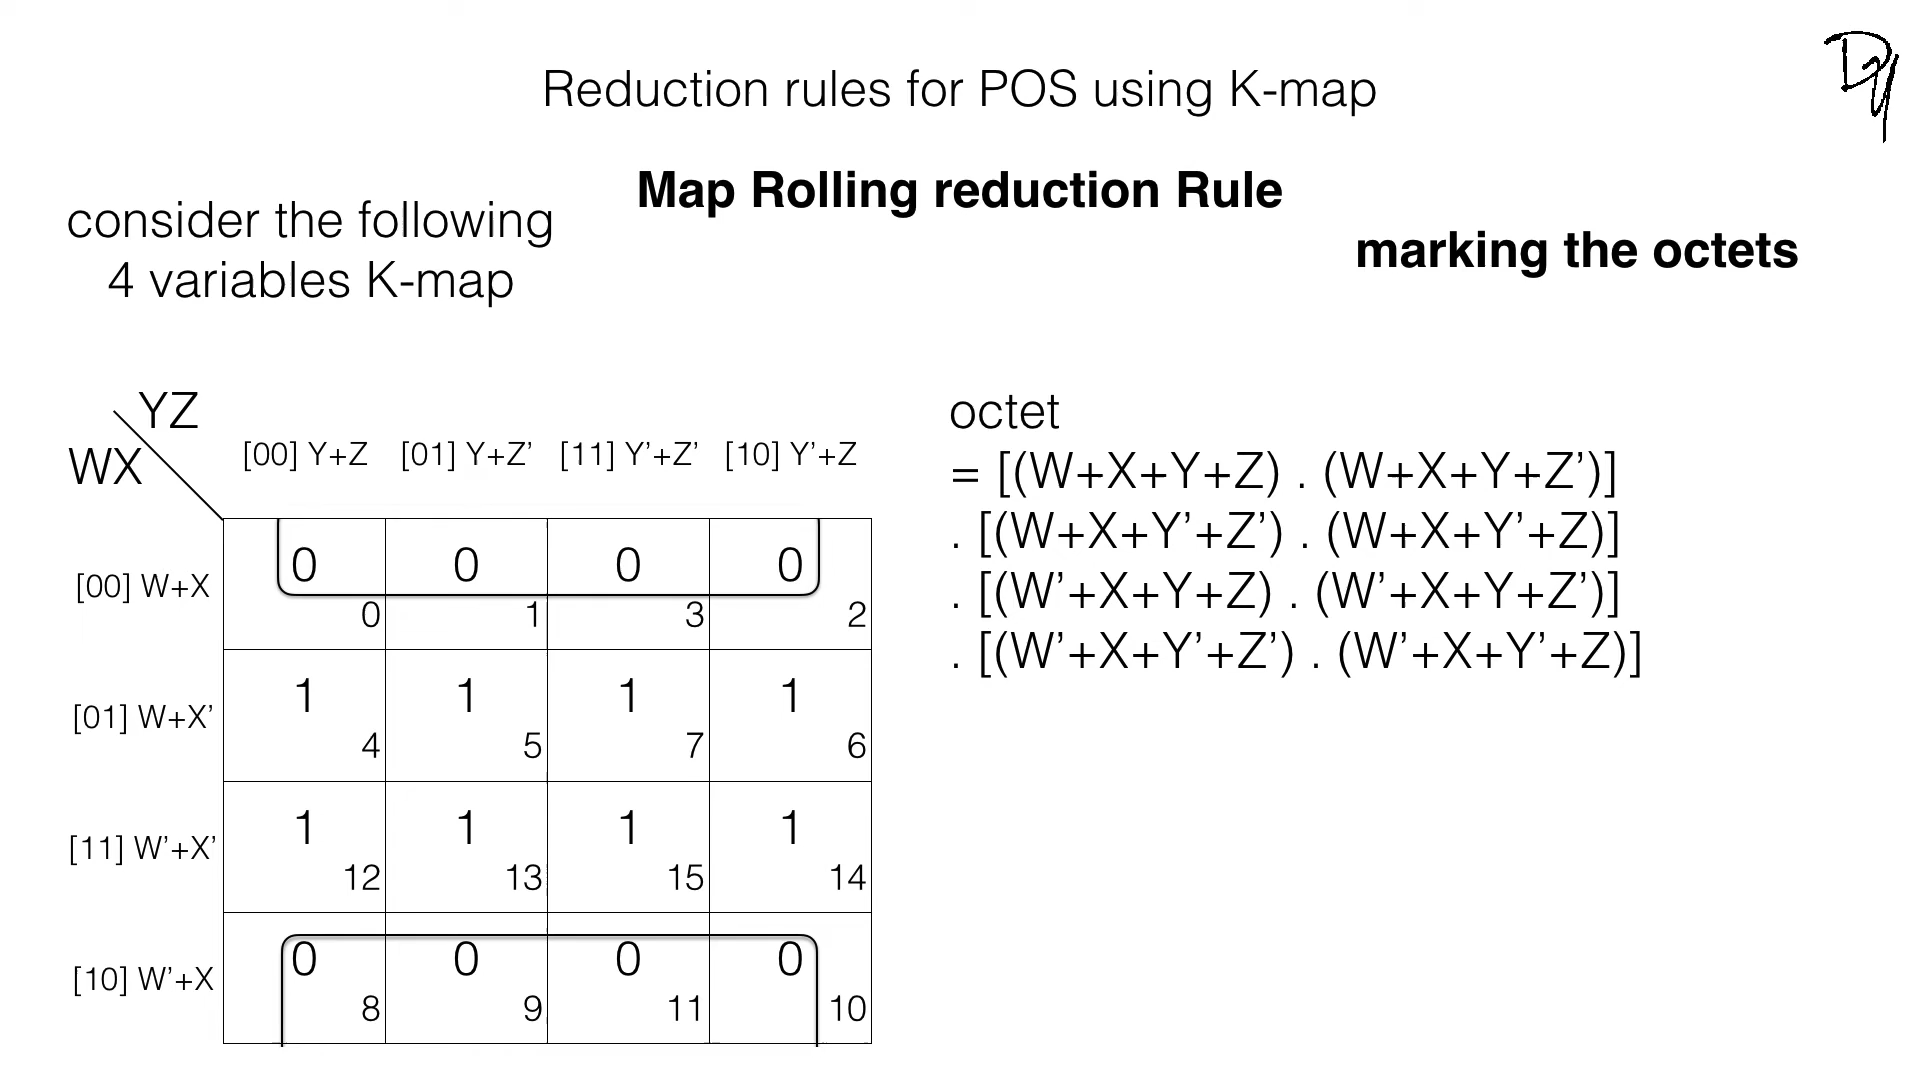 Reduction rules for POS using K-map
Map Rolling reduction Rule
consider the following
4 variables K-map
marking the octets
YZ
WX
[00] Y+Z [01] Y+Z’ [11] Y’+Z’ [10] Y’+Z
[00] W+X
0 0 0 0
0 1 3 2
[01] W+X’
1 1 1 1
4 5 7 6
[11] W’+X’
1 1 1 1
12 13 15 14
[10] W’+X
0 0 0 0
8 9 11 10
octet
= [(W+X+Y+Z) . (W+X+Y+Z’)]
. [(W+X+Y’+Z’) . (W+X+Y’+Z)]
. [(W’+X+Y+Z) . (W’+X+Y+Z’)]
. [(W’+X+Y’+Z’) . (W’+X+Y’+Z)]